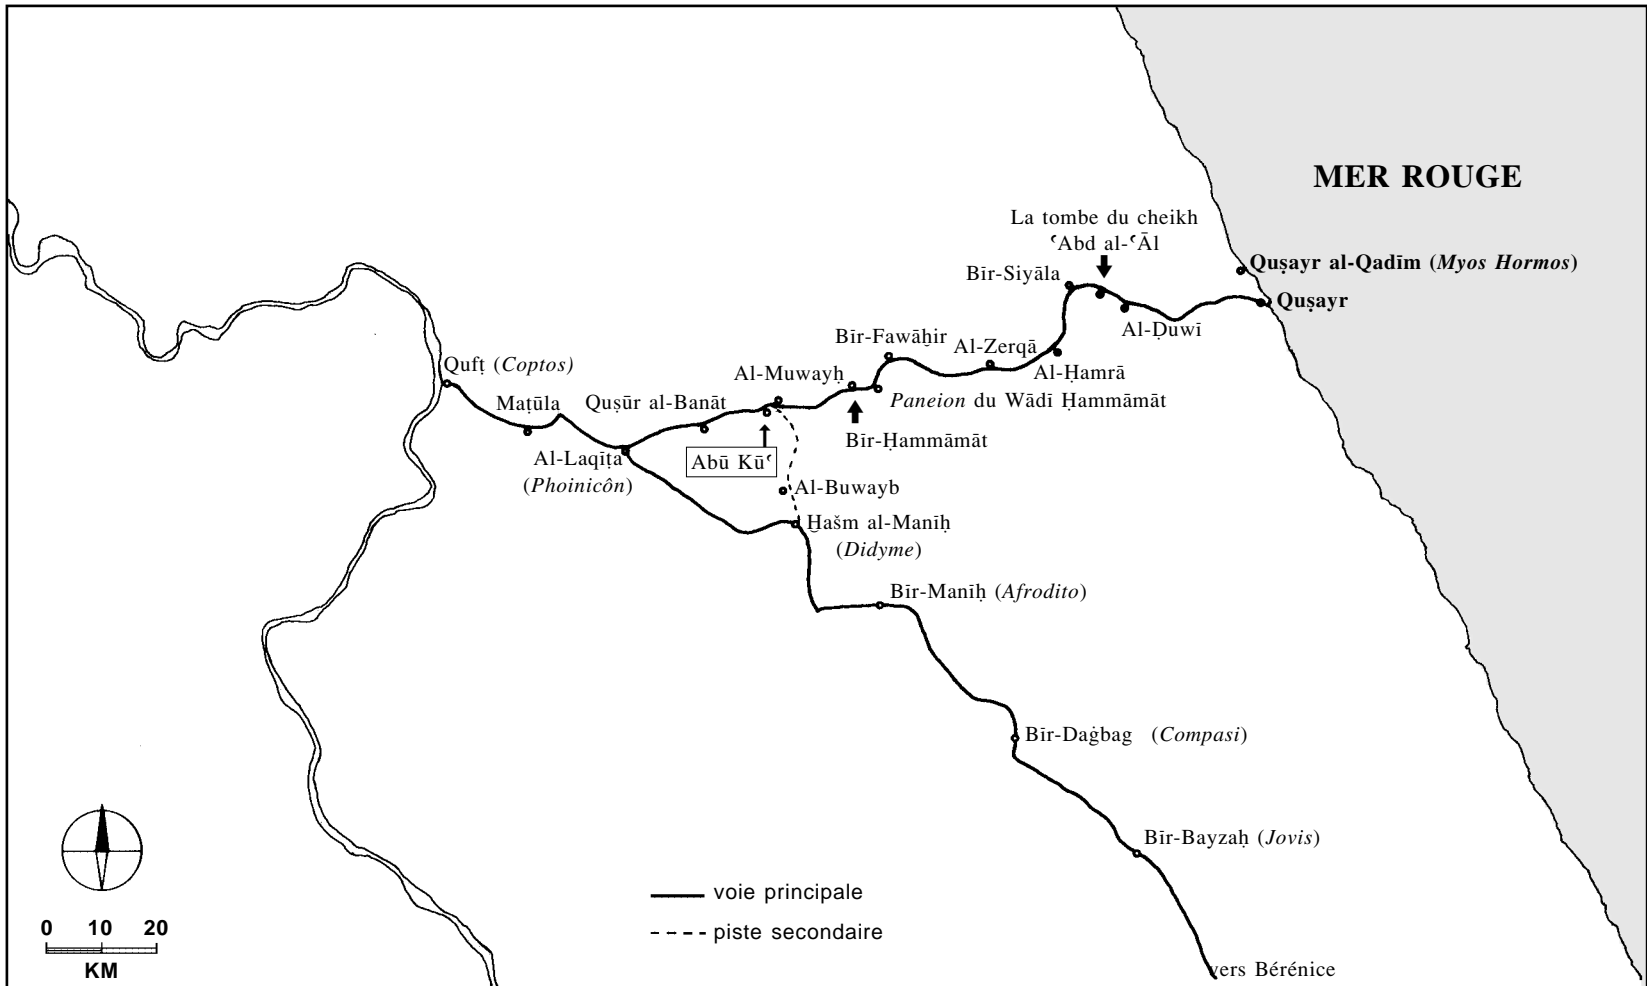 MER ROUGE
La tombe du cheikh
ʿAbd al-ʿĀl
Bīr-Siyāla
Quṣayr al-Qadīm (Myos Hormos)
Quṣayr
Al-Ḍuwī
Bīr-Fawāḫir
Al-Zerqā
Al-Ḥamrā
Qufṭ (Coptos)
Al-Muwayḥ
Maṭūla
Quṣūr al-Banāt
Paneion du Wādī Ḥammāmāt
Bīr-Ḥammāmāt
Al-Laqīṭa
(Phoinicôn)
Abū Kūʿ
Al-Buwayb
Ḫašm al-Manīḥ
(Didyme)
Bīr-Manīḥ (Afrodito)
Bīr-Daġbag (Compasi)
Bīr-Bayzaḥ (Jovis)
voie principale
piste secondaire
0 10 20
KM
vers Bérénice